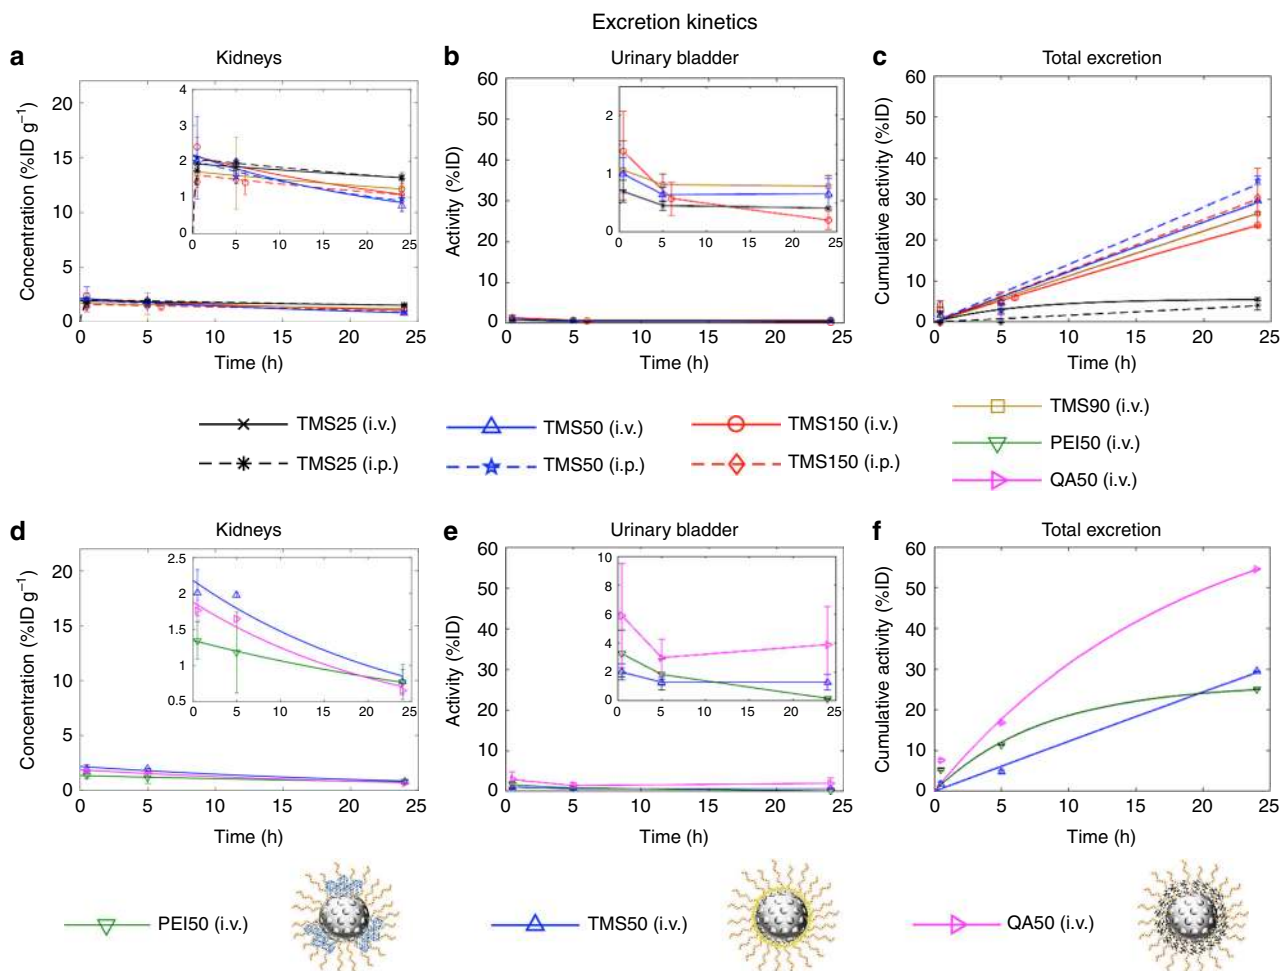 Excretion kinetics
a
Kidneys
Concentration (%ID g⁻¹)
20
15
10
5
0
0 5 10 15 20 25
Time (h)
4
3
2
1
0
0 5 10 15 20 25
b
Urinary bladder
Activity (%ID)
60
50
40
30
20
10
0
0 5 10 15 20 25
Time (h)
2
1
0
0 5 10 15 20 25
c
Total excretion
Cumulative activity (%ID)
60
50
40
30
20
10
0
0 5 10 15 20 25
Time (h)
TMS25 (i.v.)
TMS50 (i.v.)
TMS150 (i.v.)
TMS90 (i.v.)
TMS25 (i.p.)
TMS50 (i.p.)
TMS150 (i.p.)
PEI50 (i.v.)
QA50 (i.v.)
d
Kidneys
Concentration (%ID g⁻¹)
20
15
10
5
0
0 5 10 15 20 25
Time (h)
2.5
2
1.5
1
0.5
0 5 10 15 20 25
e
Urinary bladder
Activity (%ID)
60
50
40
30
20
10
0
0 5 10 15 20 25
Time (h)
10
8
6
4
2
0
0 5 10 15 20 25
f
Total excretion
Cumulative activity (%ID)
60
50
40
30
20
10
0
0 5 10 15 20 25
Time (h)
PEI50 (i.v.)
TMS50 (i.v.)
QA50 (i.v.)